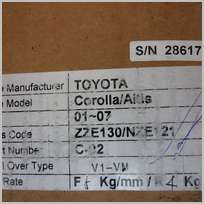 S/N 28617
e Manufacturer TOYOTA
e Model Corolla/Altis
01~07
s Code ZZE130/NZE121
t Number C-02
l Over Type V1-VM
Rate F Kg/mm / R Kg